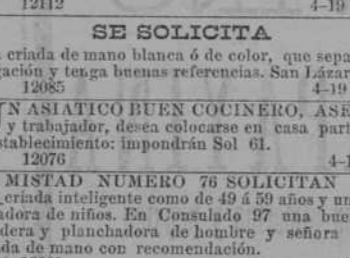 12112 4-19
SE SOLICITA
criada de mano blanca ó de color, que sepa
gación y tenga buenas referencias. San Lázar
12085 4-19
N ASIATICO BUEN COCINERO, ASE
y trabajador, desea colocarse en casa parti
stablecimiento: impondrán Sol 61.
12076 4-1
MISTAD NUMERO 76 SOLICITAN
criada inteligente como de 49 á 59 años y un
adora de niños. En Consulado 97 una bue
dera y planchadora de hombre y señora
da de mano con recomendación.